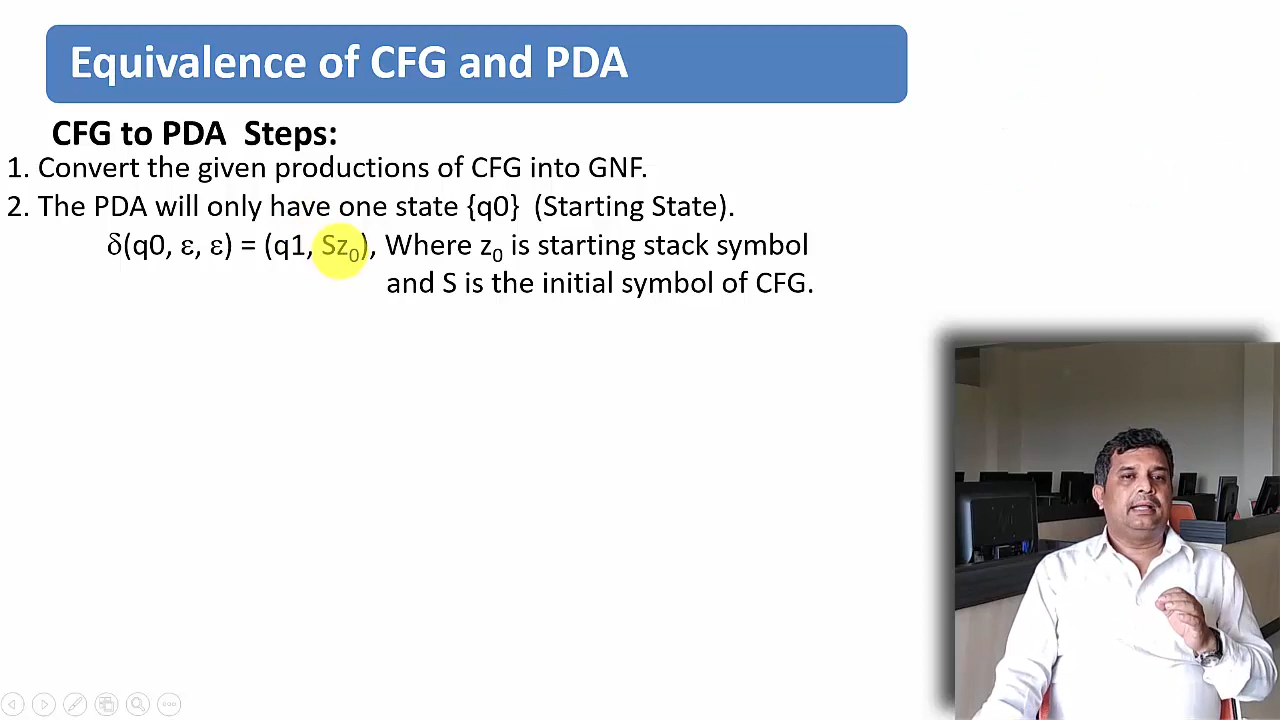 Equivalence of CFG and PDA
CFG to PDA Steps:
1. Convert the given productions of CFG into GNF.
2. The PDA will only have one state {q0} (Starting State).
δ(q0, ε, ε) = (q1, Sz₀), Where z₀ is starting stack symbol
and S is the initial symbol of CFG.